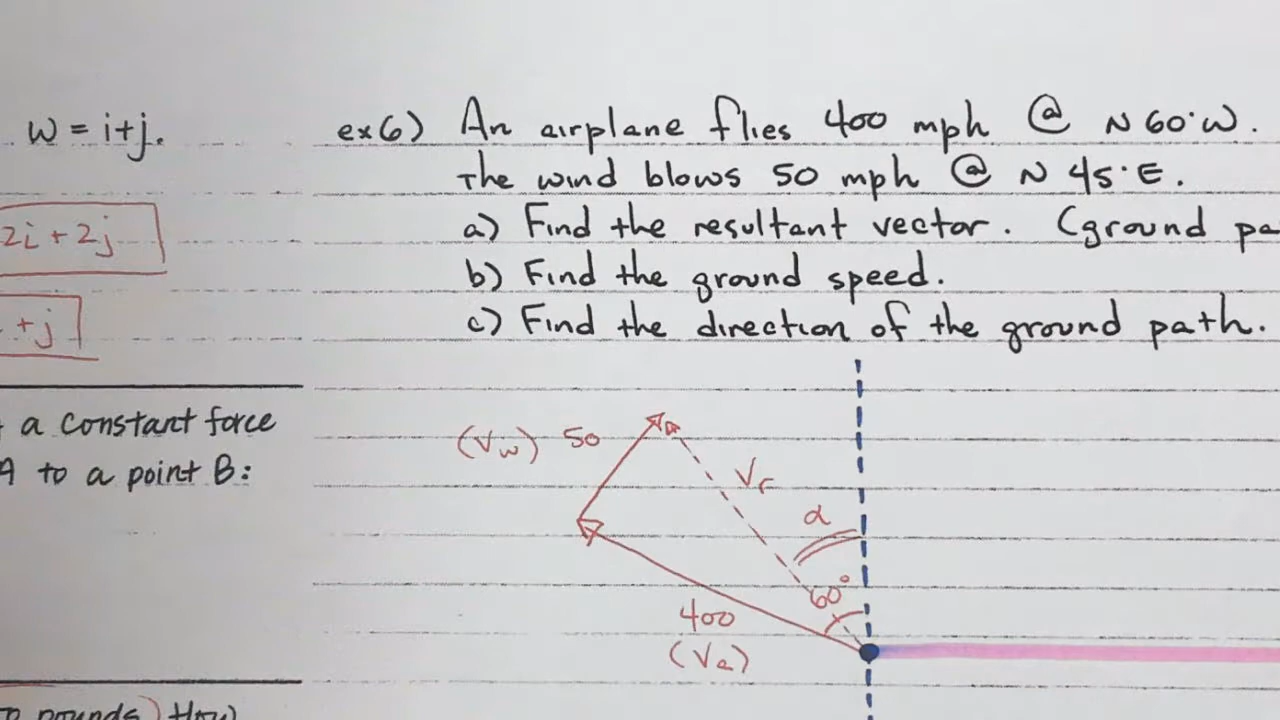 w = i+j.
2i + 2j
+j
a constant force
A to a point B:
pounds) How
ex6) An airplane flies 400 mph @ N 60° W.
The wind blows 50 mph @ N 45° E.
a) Find the resultant vector. (ground pa
b) Find the ground speed.
c) Find the direction of the ground path.
(Vw) 50
Vr
α
60°
400
(Va)